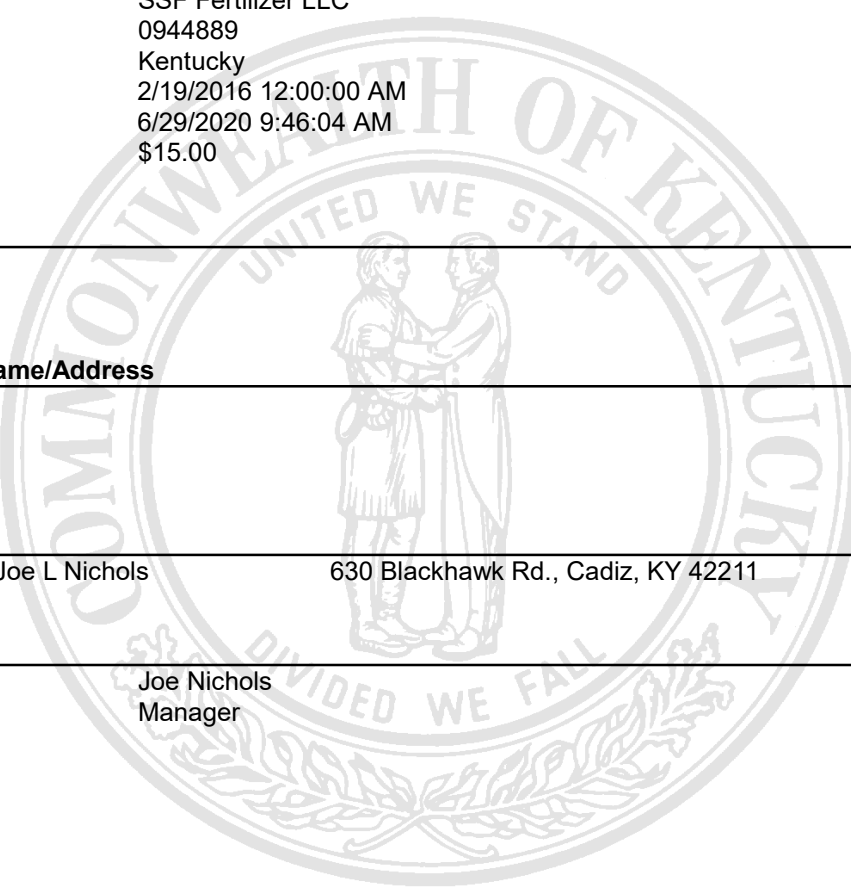 SSF Fertilizer LLC
0944889
Kentucky
2/19/2016 12:00:00 AM
6/29/2020 9:46:04 AM
$15.00
ame/Address
Joe L Nichols 630 Blackhawk Rd., Cadiz, KY 42211
Joe Nichols
Manager
COMMONWEALTH OF KENTUCKY
UNITED WE STAND
DIVIDED WE FALL